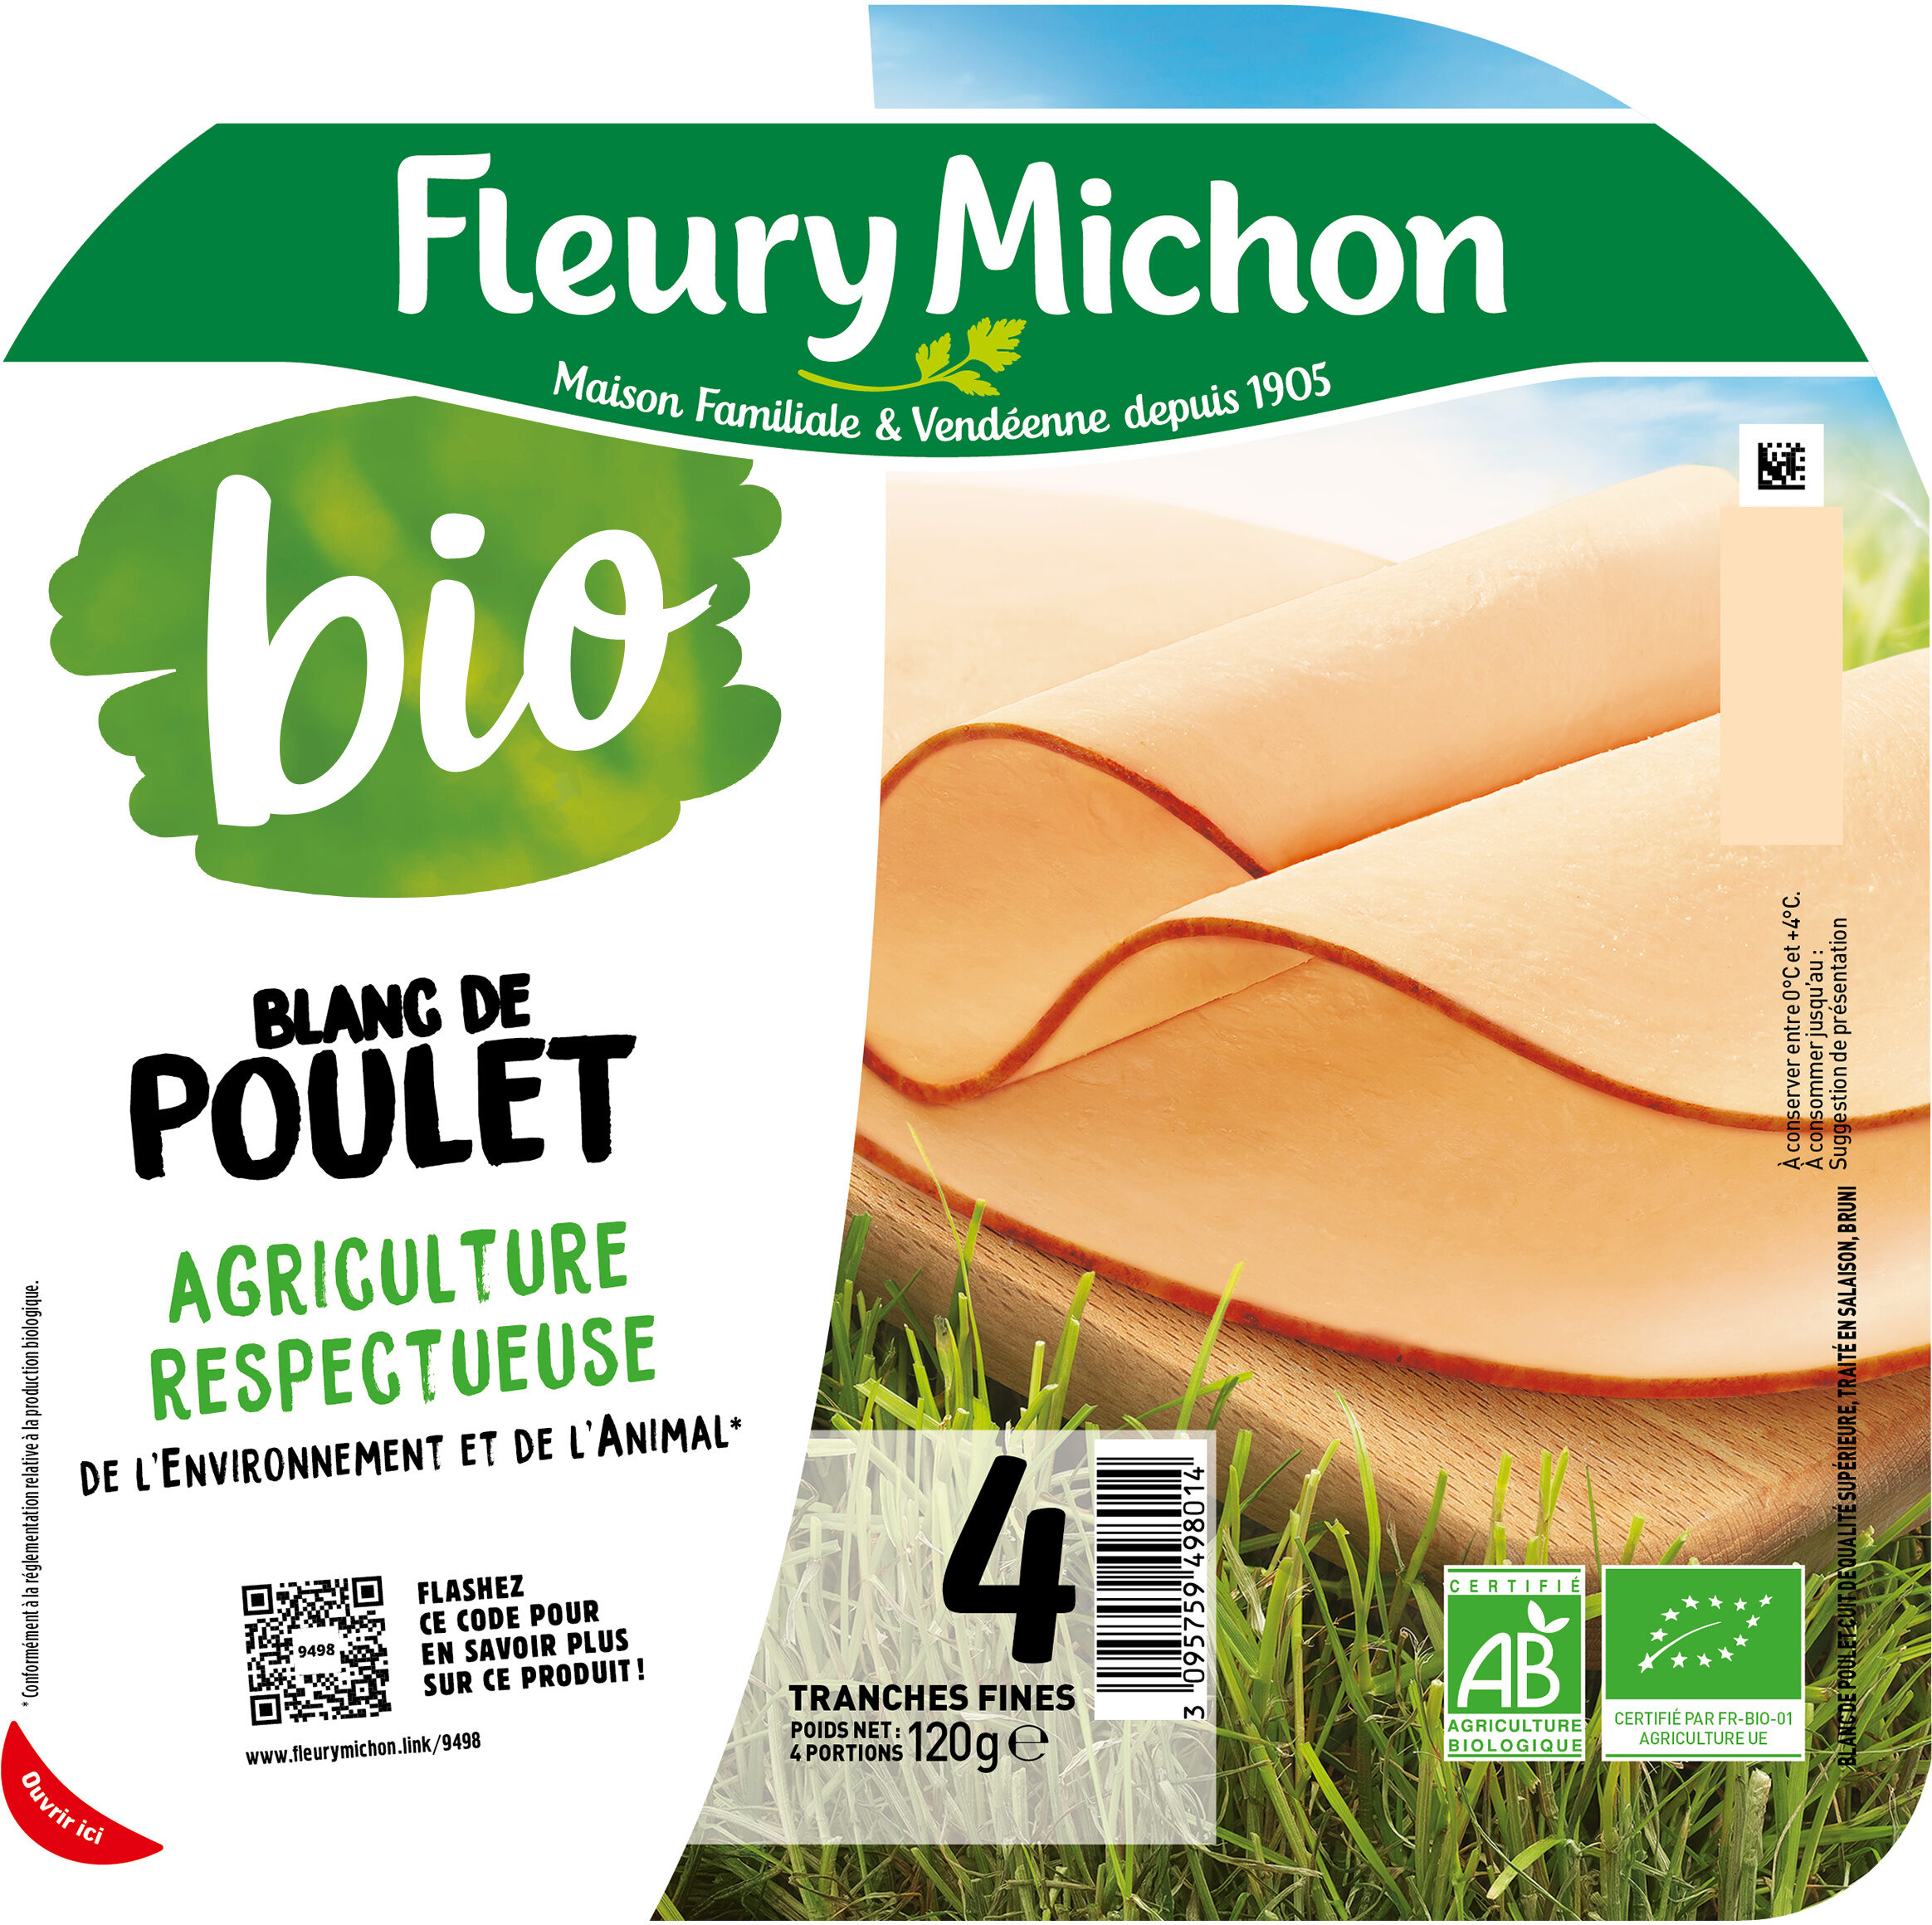 Fleury Michon
Maison Familiale & Vendéenne depuis 1905
bio
BLANC DE
POULET
AGRICULTURE
RESPECTUEUSE
DE L'ENVIRONNEMENT ET DE L'ANIMAL*
* Conformément à la réglementation relative à la production biologique.
9498
FLASHEZ
CE CODE POUR
EN SAVOIR PLUS
SUR CE PRODUIT !
www.fleurymichon.link/9498
Ouvrir ici
4
TRANCHES FINES
POIDS NET :
4 PORTIONS
120g e
3 095759 498014
CERTIFIÉ
AB
AGRICULTURE
BIOLOGIQUE
CERTIFIÉ PAR FR-BIO-01
AGRICULTURE UE
À conserver entre 0°C et +4°C.
À consommer jusqu'au :
Suggestion de présentation
BLANC DE POULET CUIT DE QUALITÉ SUPÉRIEURE, TRAITÉ EN SALAISON, BRUNI